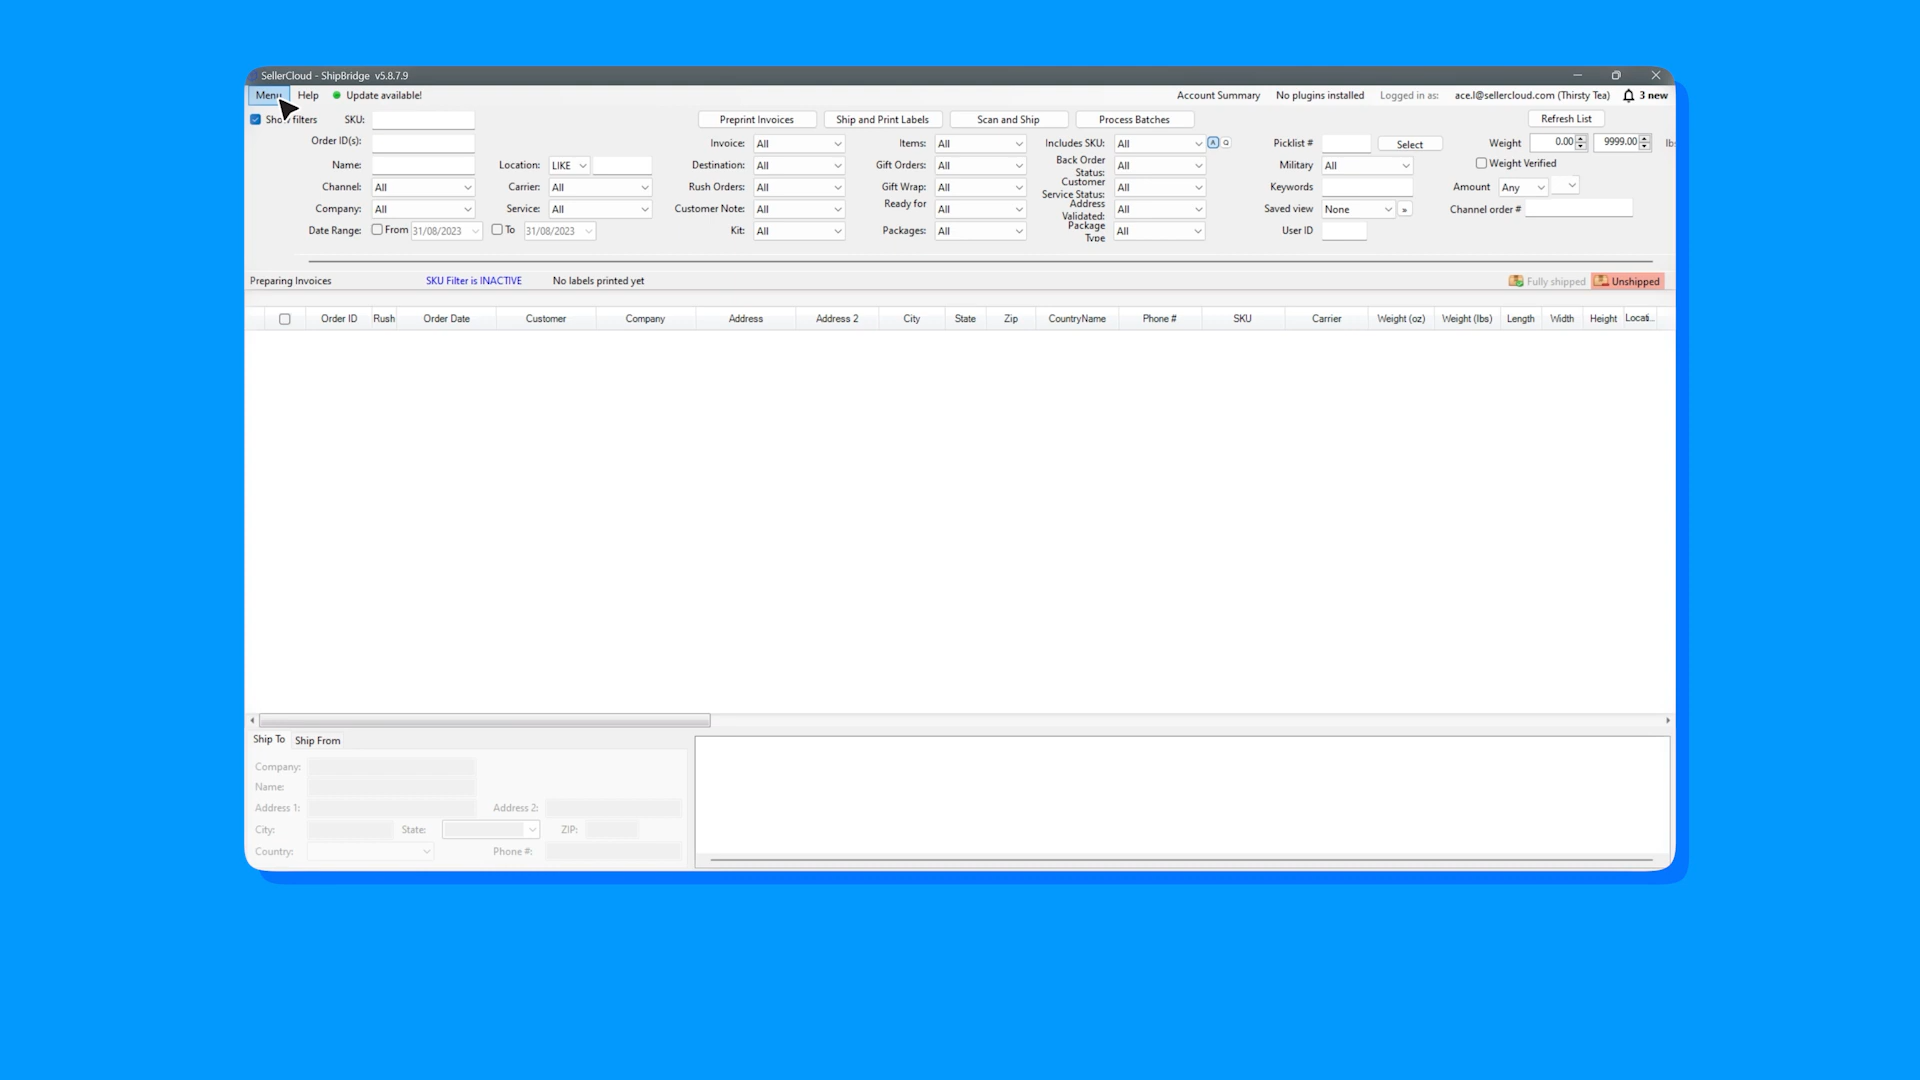 SellerCloud - ShipBridge v5.8.7.9
Menu Help Update available! Account Summary No plugins installed Logged in as: ace.l@sellercloud.com (Thirsty Tea) 3 new
filters SKU: Preprint Invoices Ship and Print Labels Scan and Ship Process Batches Refresh List
Order ID(s): Invoice: All Items: All Includes SKU: All A Q Picklist # Select Weight 0.00 9999.00
Name: Location: LIKE Destination: All Gift Orders: All Back Order Status: All Military All Weight Verified
Channel: All Carrier: All Rush Orders: All Gift Wrap: All Customer Service Status: All Keywords Amount Any
Company: All Service: All Customer Note: All Ready for All Address Validated: All Saved view None » Channel order #
Date Range: From 31/08/2023 To 31/08/2023 Kit: All Packages: All Package Type All User ID
Preparing Invoices SKU Filter is INACTIVE No labels printed yet Fully shipped Unshipped
Order ID Rush Order Date Customer Company Address Address 2 City State Zip CountryName Phone # SKU Carrier Weight (oz) Weight (lbs) Length Width Height Locati...
Ship To Ship From
Company:
Name:
Address 1: Address 2:
City: State: ZIP:
Country: Phone #: